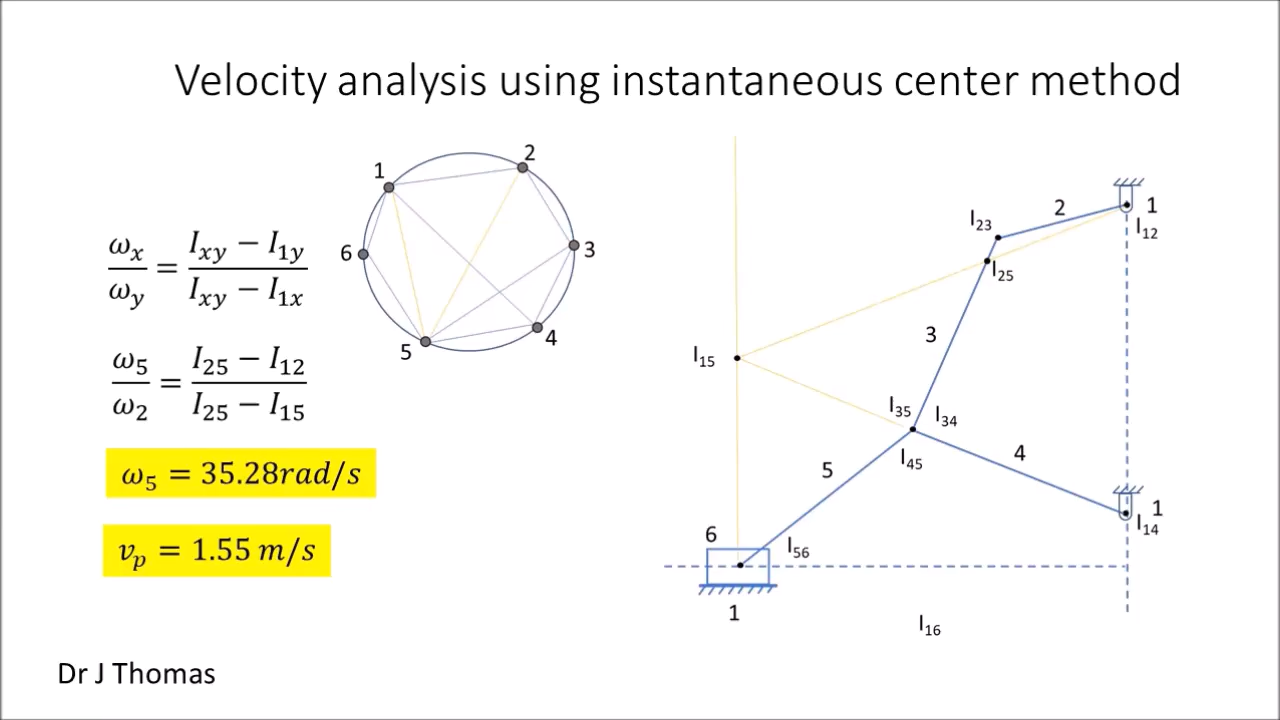 Velocity analysis using instantaneous center method
1
2
3
4
5
6
ω_x/ω_y = (I_xy − I_1y)/(I_xy − I_1x)
ω_5/ω_2 = (I_25 − I_12)/(I_25 − I_15)
ω_5 = 35.28rad/s
v_p = 1.55 m/s
2
1
I_12
I_23
I_25
3
I_15
I_35
I_34
I_45
4
5
1
I_14
6
I_56
1
I_16
Dr J Thomas